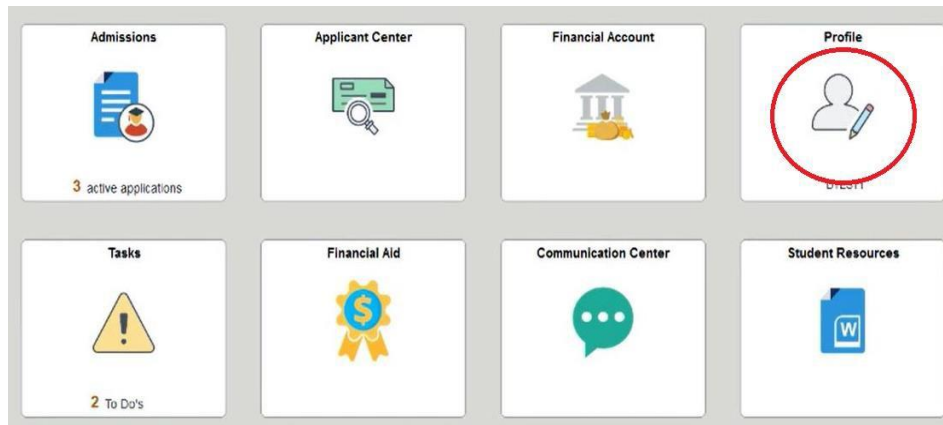 Admissions
Applicant Center
Financial Account
Profile
3 active applications
Tasks
Financial Aid
$
Communication Center
Student Resources
W
2 To Do's